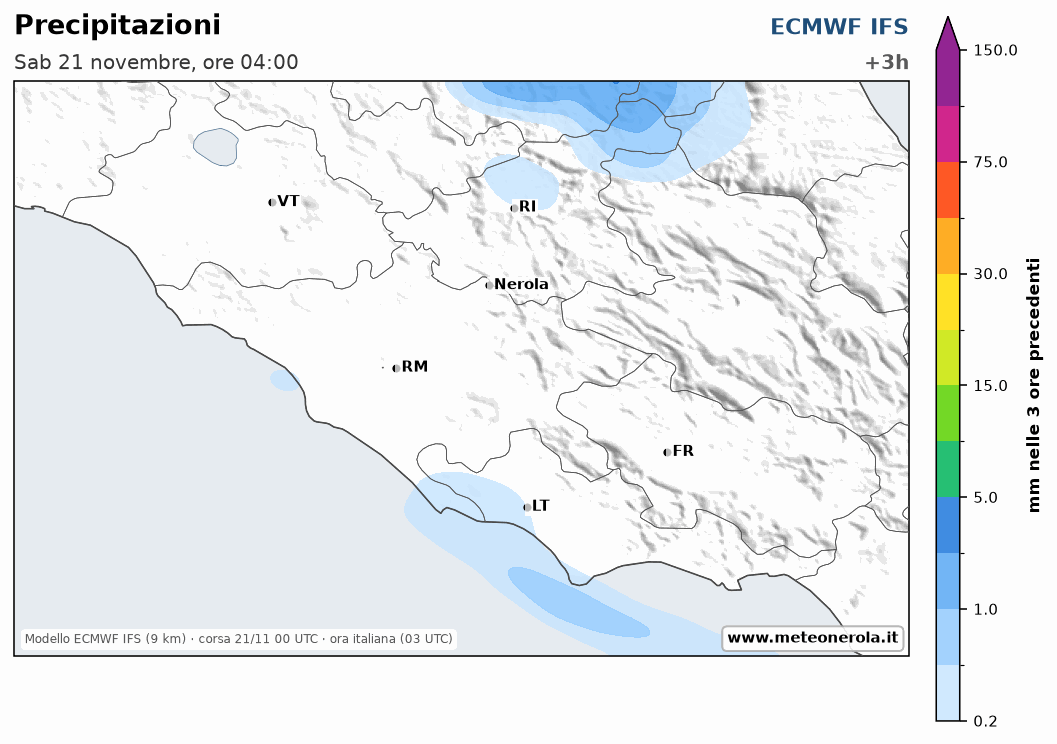 Precipitazioni
ECMWF IFS
Sab 21 novembre, ore 04:00
+3h
VT
RI
Nerola
RM
FR
LT
Modello ECMWF IFS (9 km) · corsa 21/11 00 UTC · ora italiana (03 UTC)
www.meteonerola.it
150.0
75.0
30.0
15.0
5.0
1.0
0.2
mm nelle 3 ore precedenti